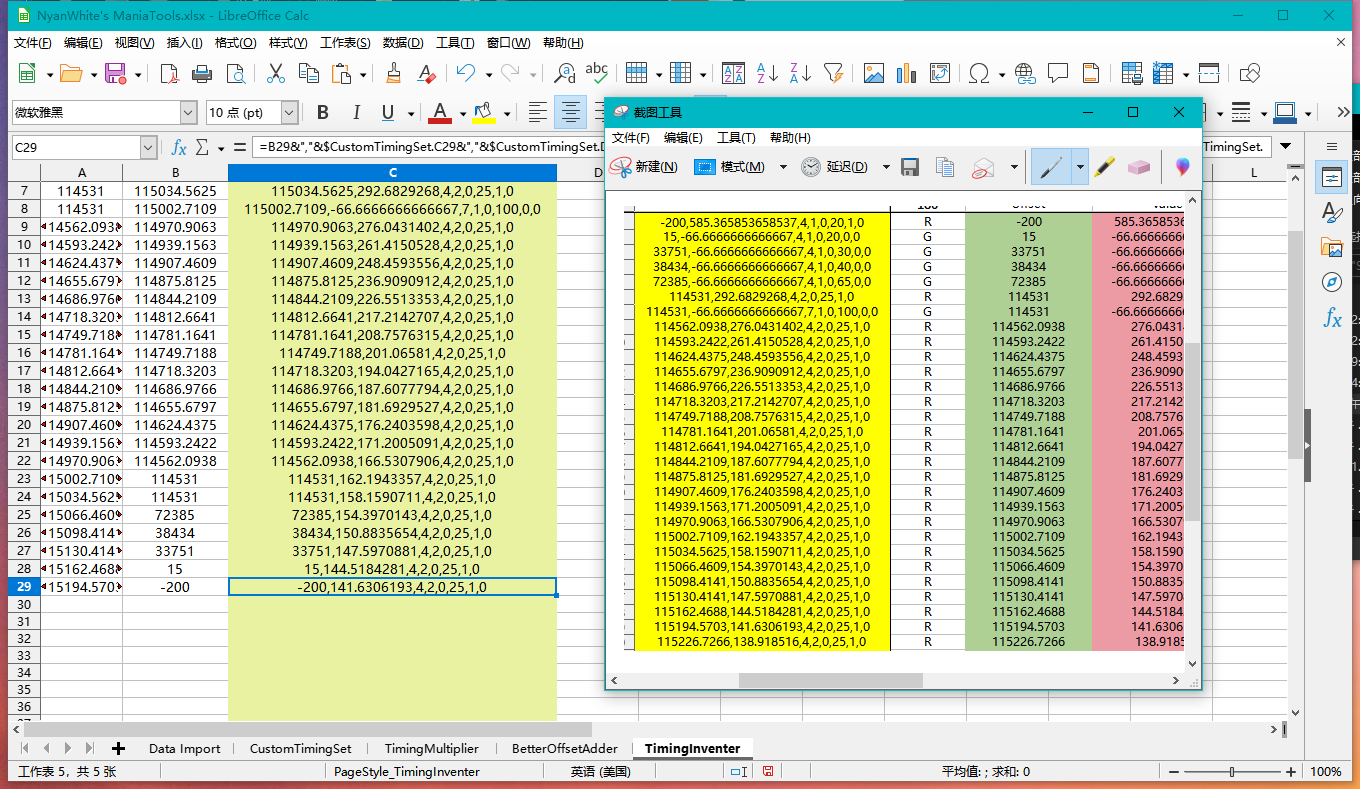 NyanWhite's ManiaTools.xlsx - LibreOffice Calc
文件(F) 编辑(E) 视图(V) 插入(I) 格式(O) 样式(Y) 工作表(S) 数据(D) 工具(T) 窗口(W) 帮助(H)
微软雅黑 10 点 (pt) B I U A
C29 fx Σ = =B29&","&$CustomTimingSet.C29&","&$CustomTimingSet.D
TimingSet.
A B C D L
7 114531 115034.5625 115034.5625,292.6829268,4,2,0,25,1,0
8 114531 115002.7109 115002.7109,-66.6666666666667,7,1,0,100,0,0
9 14562.093 114970.9063 114970.9063,276.0431402,4,2,0,25,1,0
10 14593.242 114939.1563 114939.1563,261.4150528,4,2,0,25,1,0
11 14624.437 114907.4609 114907.4609,248.4593556,4,2,0,25,1,0
12 14655.679 114875.8125 114875.8125,236.9090912,4,2,0,25,1,0
13 14686.976 114844.2109 114844.2109,226.5513353,4,2,0,25,1,0
14 14718.320 114812.6641 114812.6641,217.2142707,4,2,0,25,1,0
15 14749.718 114781.1641 114781.1641,208.7576315,4,2,0,25,1,0
16 14781.164 114749.7188 114749.7188,201.06581,4,2,0,25,1,0
17 14812.664 114718.3203 114718.3203,194.0427165,4,2,0,25,1,0
18 14844.210 114686.9766 114686.9766,187.6077794,4,2,0,25,1,0
19 14875.812 114655.6797 114655.6797,181.6929527,4,2,0,25,1,0
20 14907.460 114624.4375 114624.4375,176.2403598,4,2,0,25,1,0
21 14939.156 114593.2422 114593.2422,171.2005091,4,2,0,25,1,0
22 14970.906 114562.0938 114562.0938,166.5307906,4,2,0,25,1,0
23 15002.710 114531 114531,162.1943357,4,2,0,25,1,0
24 15034.562 114531 114531,158.1590711,4,2,0,25,1,0
25 15066.460 72385 72385,154.3970143,4,2,0,25,1,0
26 15098.414 38434 38434,150.8835654,4,2,0,25,1,0
27 15130.414 33751 33751,147.5970881,4,2,0,25,1,0
28 15162.468 15 15,144.5184281,4,2,0,25,1,0
29 15194.570 -200 -200,141.6306193,4,2,0,25,1,0
30
31
32
33
34
35
36
截图工具
文件(F) 编辑(E) 工具(T) 帮助(H)
新建(N) 模式(M) 延迟(D)
-200,585.365853658537,4,1,0,20,1,0 R -200 585.3658536
15,-66.6666666666667,4,1,0,20,0,0 G 15 -66.6666666
33751,-66.6666666666667,4,1,0,30,0,0 G 33751 -66.6666666
38434,-66.6666666666667,4,1,0,40,0,0 G 38434 -66.6666666
72385,-66.6666666666667,4,1,0,65,0,0 G 72385 -66.6666666
114531,292.6829268,4,2,0,25,1,0 R 114531 292.6829
114531,-66.6666666666667,7,1,0,100,0,0 G 114531 -66.6666666
114562.0938,276.0431402,4,2,0,25,1,0 R 114562.0938 276.0431
114593.2422,261.4150528,4,2,0,25,1,0 R 114593.2422 261.4150
114624.4375,248.4593556,4,2,0,25,1,0 R 114624.4375 248.4593
114655.6797,236.9090912,4,2,0,25,1,0 R 114655.6797 236.9090
114686.9766,226.5513353,4,2,0,25,1,0 R 114686.9766 226.5513
114718.3203,217.2142707,4,2,0,25,1,0 R 114718.3203 217.2142
114749.7188,208.7576315,4,2,0,25,1,0 R 114749.7188 208.7576
114781.1641,201.06581,4,2,0,25,1,0 R 114781.1641 201.065
114812.6641,194.0427165,4,2,0,25,1,0 R 114812.6641 194.0427
114844.2109,187.6077794,4,2,0,25,1,0 R 114844.2109 187.6077
114875.8125,181.6929527,4,2,0,25,1,0 R 114875.8125 181.6929
114907.4609,176.2403598,4,2,0,25,1,0 R 114907.4609 176.2403
114939.1563,171.2005091,4,2,0,25,1,0 R 114939.1563 171.2005
114970.9063,166.5307906,4,2,0,25,1,0 R 114970.9063 166.5307
115002.7109,162.1943357,4,2,0,25,1,0 R 115002.7109 162.1943
115034.5625,158.1590711,4,2,0,25,1,0 R 115034.5625 158.1590
115066.4609,154.3970143,4,2,0,25,1,0 R 115066.4609 154.3970
115098.4141,150.8835654,4,2,0,25,1,0 R 115098.4141 150.8835
115130.4141,147.5970881,4,2,0,25,1,0 R 115130.4141 147.5970
115162.4688,144.5184281,4,2,0,25,1,0 R 115162.4688 144.5184
115194.5703,141.6306193,4,2,0,25,1,0 R 115194.5703 141.6306
115226.7266,138.918516,4,2,0,25,1,0 R 115226.7266 138.9185
Data Import CustomTimingSet TimingMultiplier BetterOffsetAdder TimingInventer
工作表 5，共 5 张 PageStyle_TimingInventer 英语 (美国) 平均值: ; 求和: 0 100%